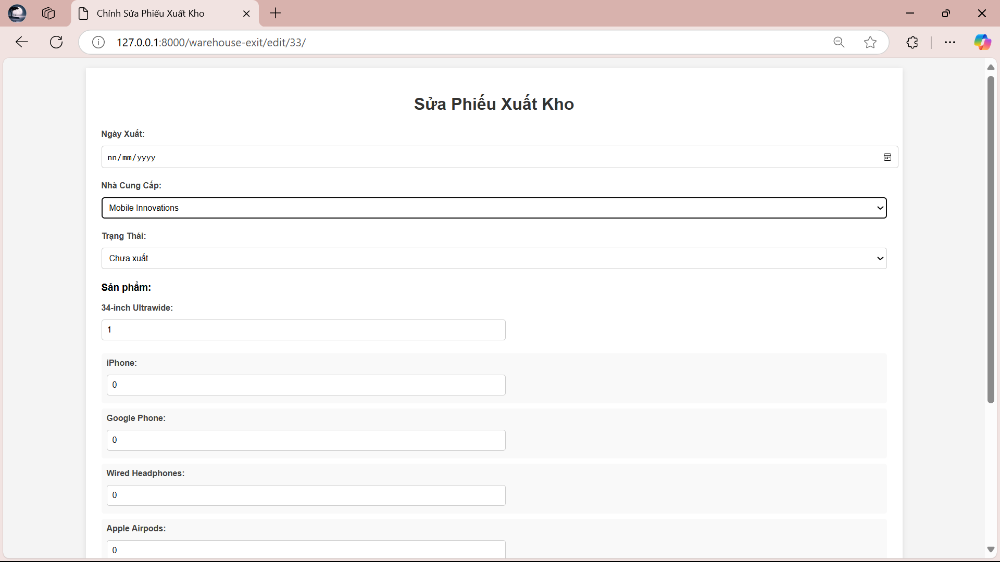 Chỉnh Sửa Phiếu Xuất Kho
127.0.0.1:8000/warehouse-exit/edit/33/
Sửa Phiếu Xuất Kho
Ngày Xuất:
nn/mm/yyyy
Nhà Cung Cấp:
Mobile Innovations
Trạng Thái:
Chưa xuất
Sản phẩm:
34-inch Ultrawide:
1
iPhone:
0
Google Phone:
0
Wired Headphones:
0
Apple Airpods:
0